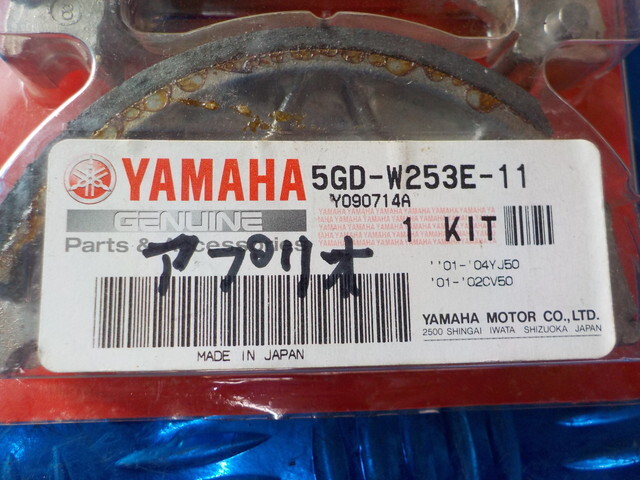 YAMAHA
GENUINE
Parts & Accessories
5GD-W253E-11
Y090714A
1 KIT
''01-'04YJ50
'01-'02CV50
アプリオ
MADE IN JAPAN
YAMAHA MOTOR CO.,LTD.
2500 SHINGAI IWATA SHIZUOKA JAPAN